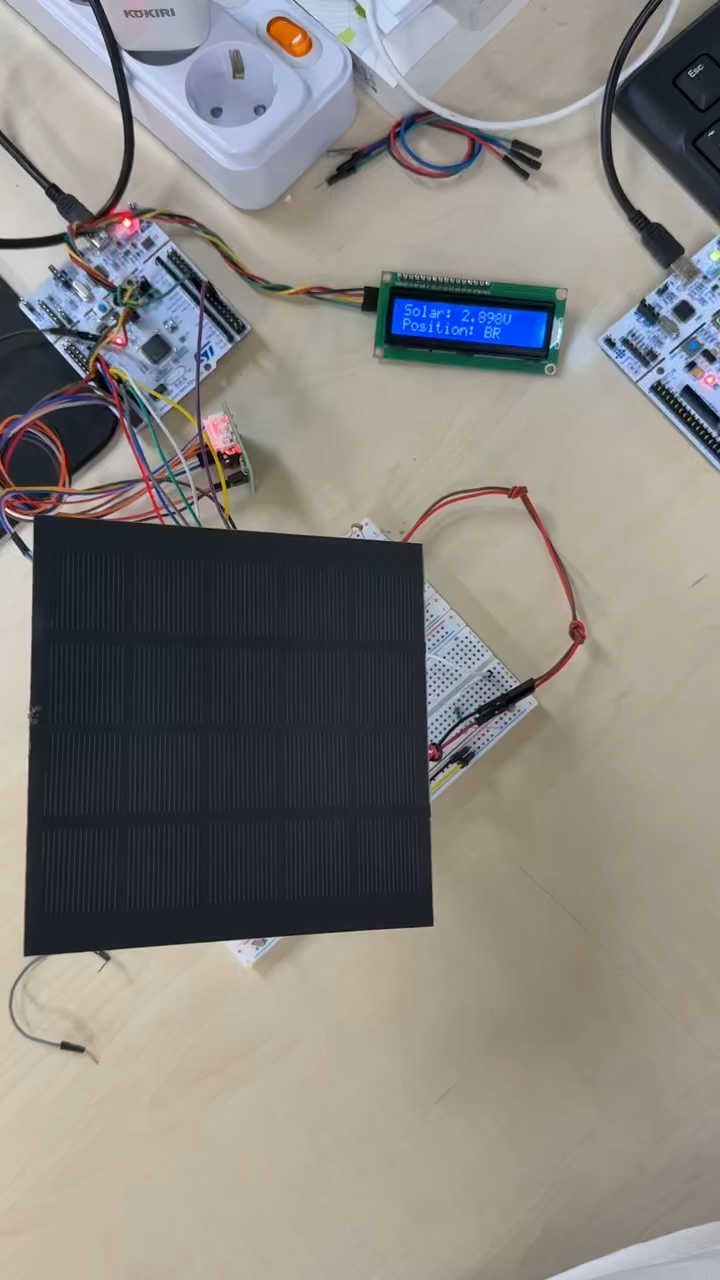 KOKIRI
Esc
Solar: 2.898V
Position: BR